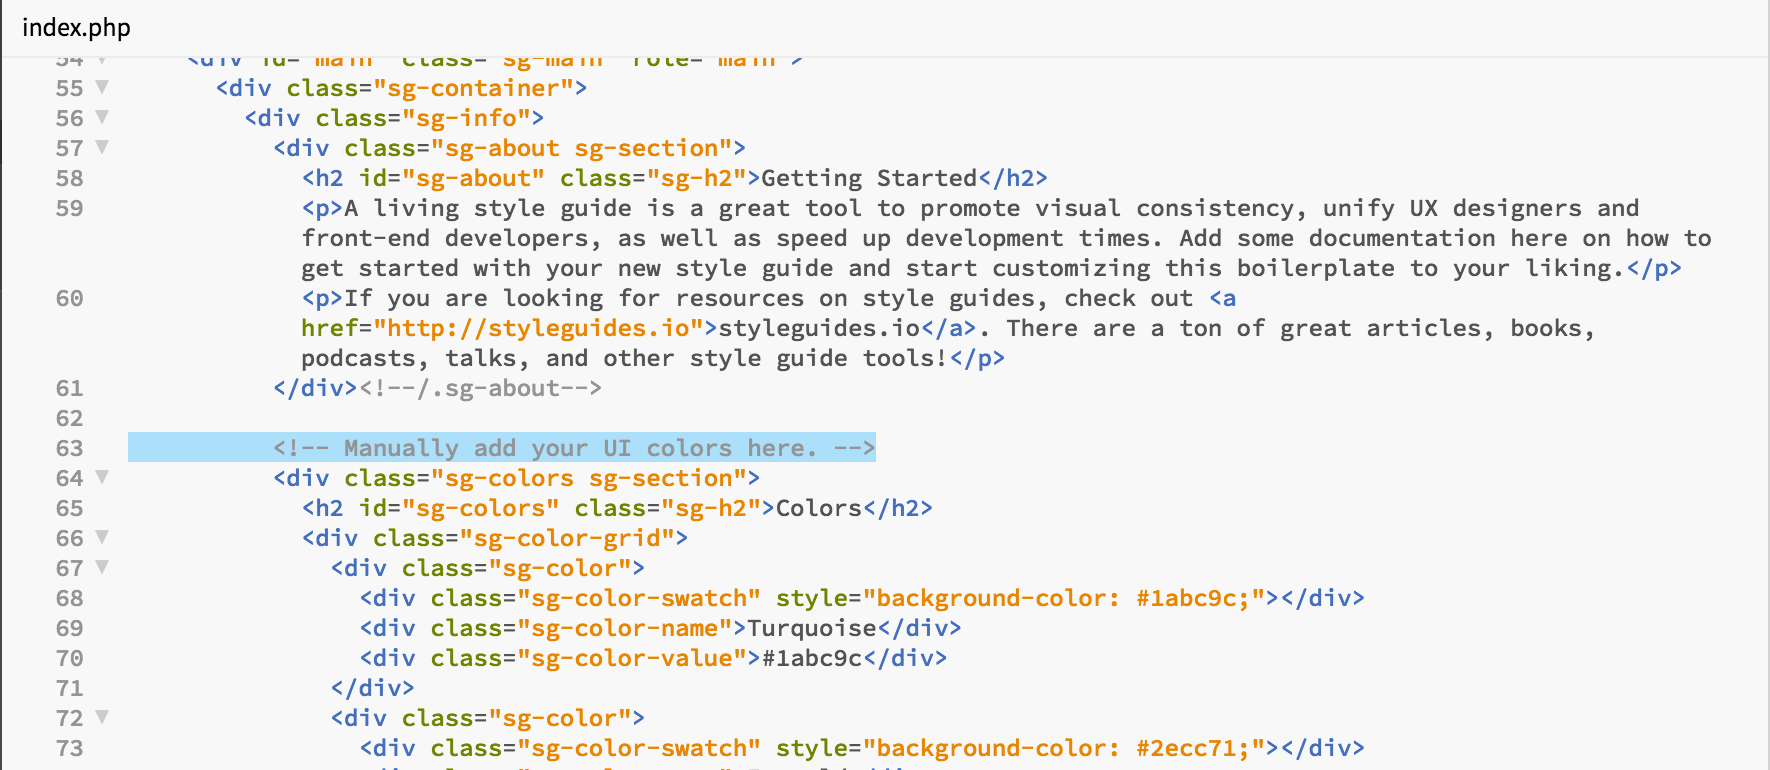 index.php
54 <div id="main" class="sg-main" role="main">
55 <div class="sg-container">
56 <div class="sg-info">
57 <div class="sg-about sg-section">
58 <h2 id="sg-about" class="sg-h2">Getting Started</h2>
59 <p>A living style guide is a great tool to promote visual consistency, unify UX designers and
front-end developers, as well as speed up development times. Add some documentation here on how to
get started with your new style guide and start customizing this boilerplate to your liking.</p>
60 <p>If you are looking for resources on style guides, check out <a
href="http://styleguides.io">styleguides.io</a>. There are a ton of great articles, books,
podcasts, talks, and other style guide tools!</p>
61 </div><!--/.sg-about-->
62
63 <!-- Manually add your UI colors here. -->
64 <div class="sg-colors sg-section">
65 <h2 id="sg-colors" class="sg-h2">Colors</h2>
66 <div class="sg-color-grid">
67 <div class="sg-color">
68 <div class="sg-color-swatch" style="background-color: #1abc9c;"></div>
69 <div class="sg-color-name">Turquoise</div>
70 <div class="sg-color-value">#1abc9c</div>
71 </div>
72 <div class="sg-color">
73 <div class="sg-color-swatch" style="background-color: #2ecc71;"></div>